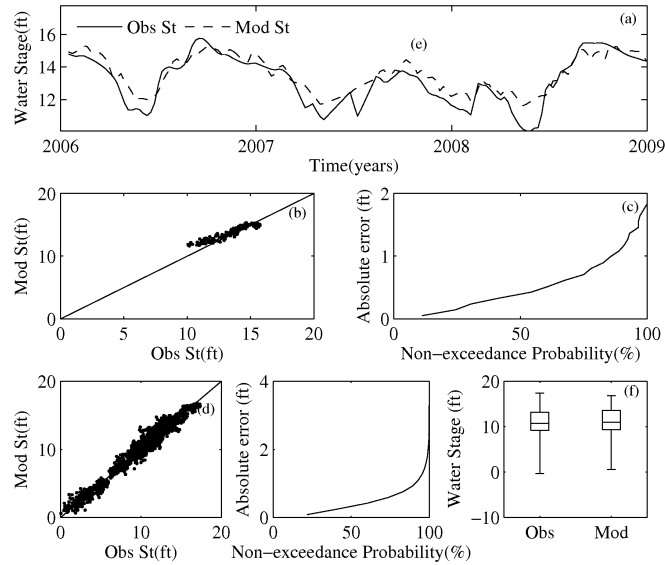 Obs St
Mod St
(a)
(e)
Water Stage(ft)
16
14
12
2006
2007
2008
2009
Time(years)
(b)
Mod St(ft)
20
10
0
0
5
10
15
20
Obs St(ft)
(c)
Absolute error (ft)
2
1
0
0
50
100
Non−exceedance Probability(%)
(d)
Mod St(ft)
20
10
0
0
10
20
Obs St(ft)
Absolute error (ft)
4
2
0
0
50
100
Non−exceedance Probability(%)
(f)
Water Stage (ft)
20
10
0
−10
Obs
Mod